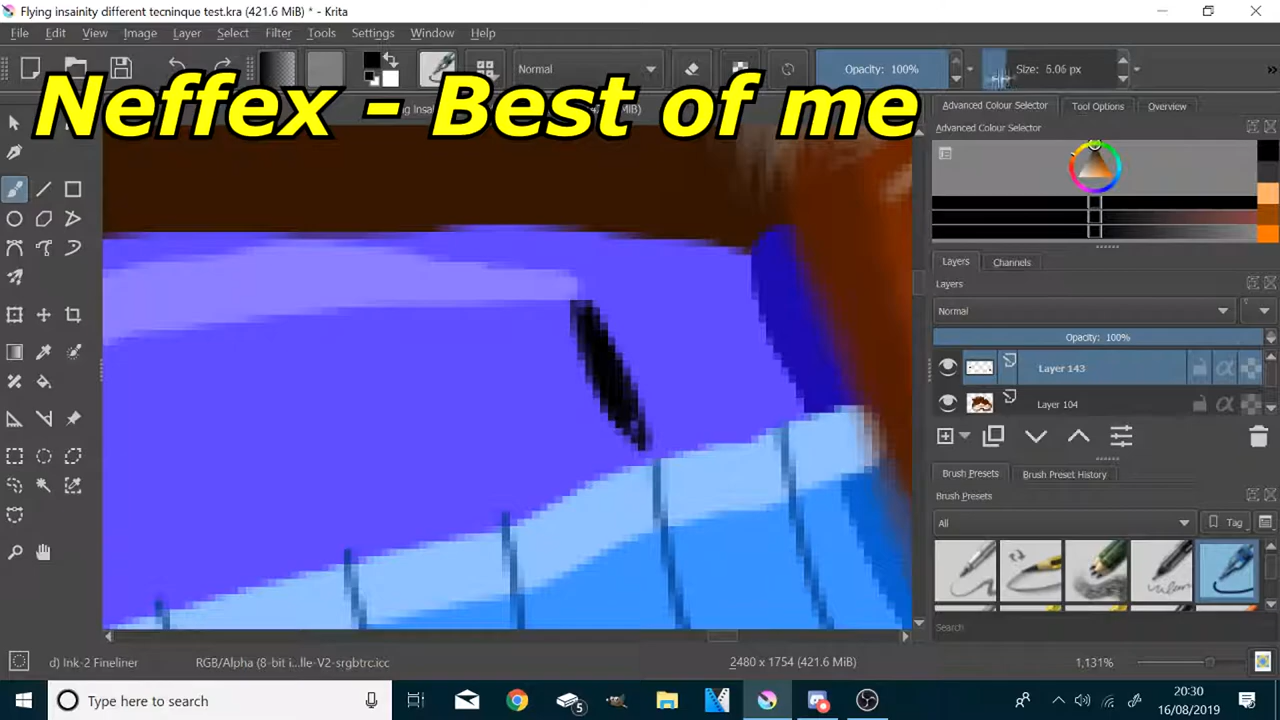 Flying insainity different tecninque test.kra (421.6 MiB) * - Krita
File Edit View Image Layer Select Filter Tools Settings Window Help
Normal Opacity: 100% Size: 5.06 px »
Neffex - Best of me
Advanced Colour Selector Tool Options Overview
Advanced Colour Selector
Layers Channels
Layers
Normal
Opacity: 100%
Layer 143
Layer 104
Brush Presets Brush Preset History
Brush Presets
All Tag
Search
d) Ink-2 Fineliner RGB/Alpha (8-bit i...lle-V2-srgbtrc.icc 2480 x 1754 (421.6 MiB) 1,131%
Type here to search 5 20:30
16/08/2019